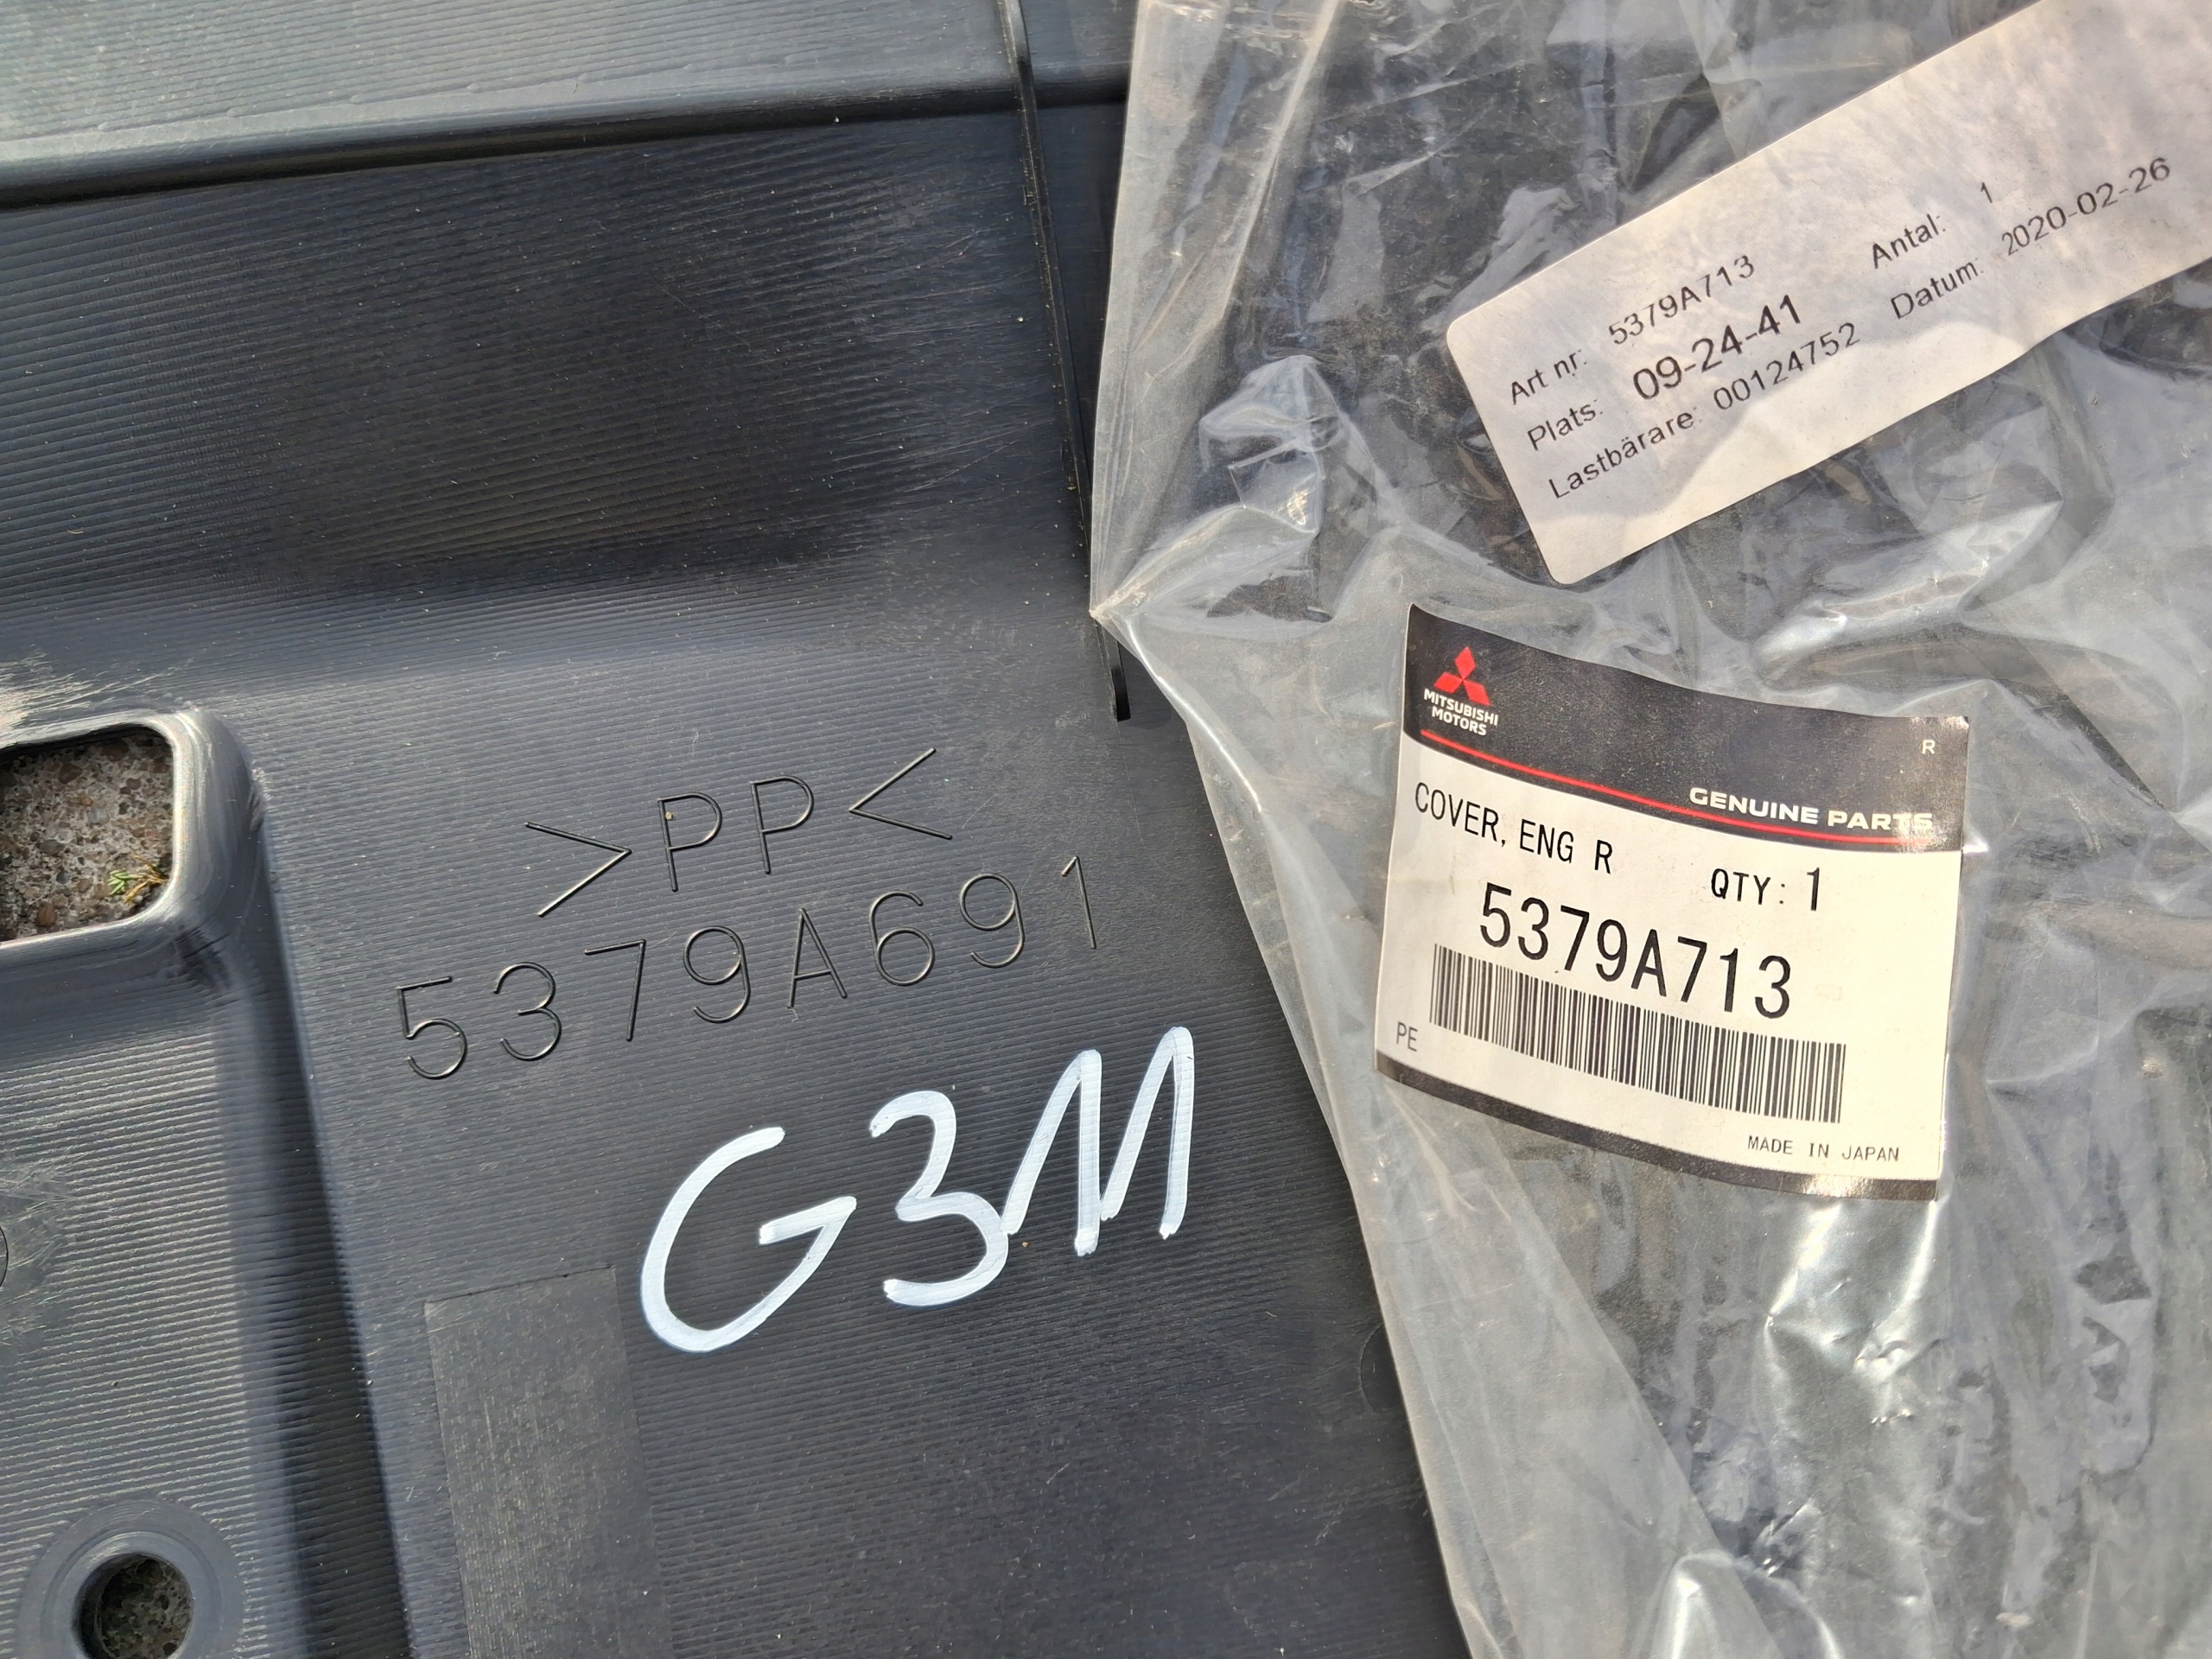 >PP<
5379A691
G311
Art nr: 5379A713 Antal: 1
Plats: 09-24-41 Datum: 2020-02-26
Lastbärare: 00124752
MITSUBISHI
MOTORS
R
GENUINE PARTS
COVER, ENG R QTY: 1
5379A713
PE
MADE IN JAPAN